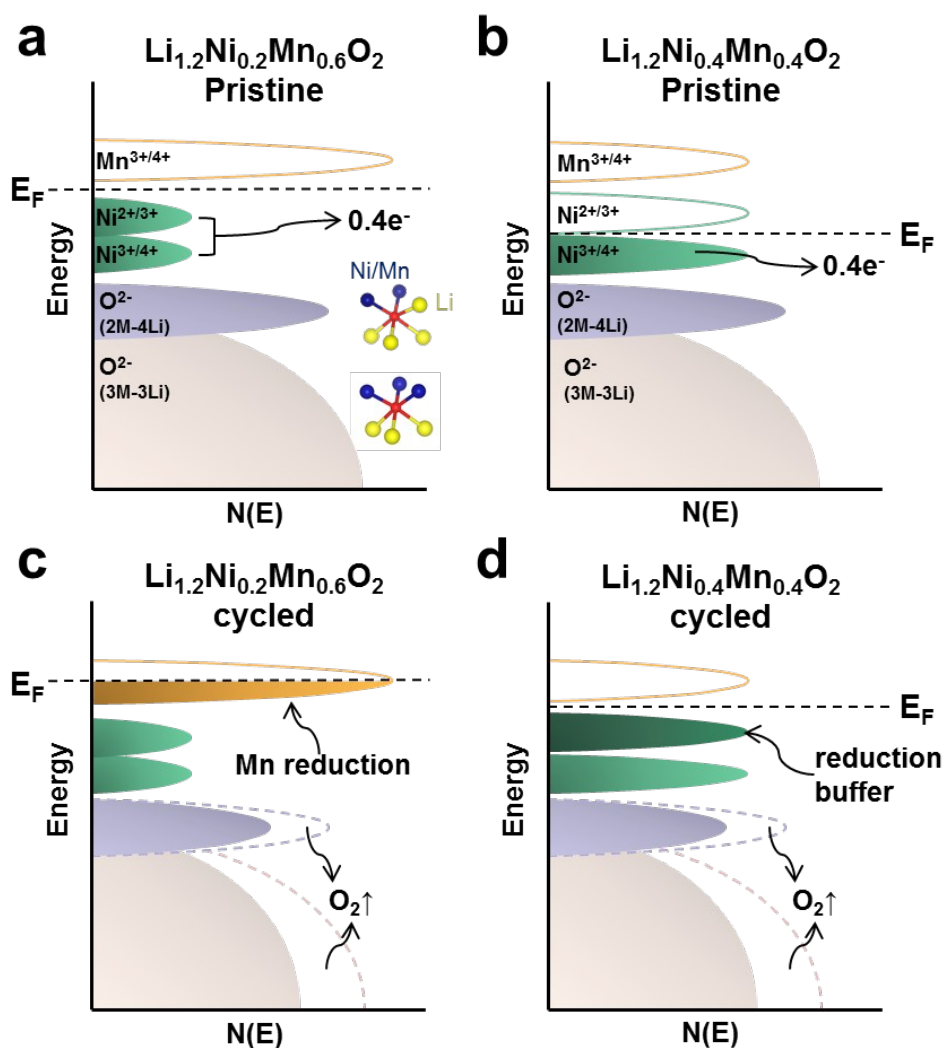 a
Li1.2Ni0.2Mn0.6O2
Pristine
Mn3+/4+
EF
Ni2+/3+
0.4e-
Ni3+/4+
Ni/Mn
Li
O2-
(2M-4Li)
O2-
(3M-3Li)
Energy
N(E)
b
Li1.2Ni0.4Mn0.4O2
Pristine
Mn3+/4+
Ni2+/3+
EF
Ni3+/4+
0.4e-
O2-
(2M-4Li)
O2-
(3M-3Li)
Energy
N(E)
c
Li1.2Ni0.2Mn0.6O2
cycled
EF
Mn reduction
O2↑
Energy
N(E)
d
Li1.2Ni0.4Mn0.4O2
cycled
EF
reduction
buffer
O2↑
Energy
N(E)